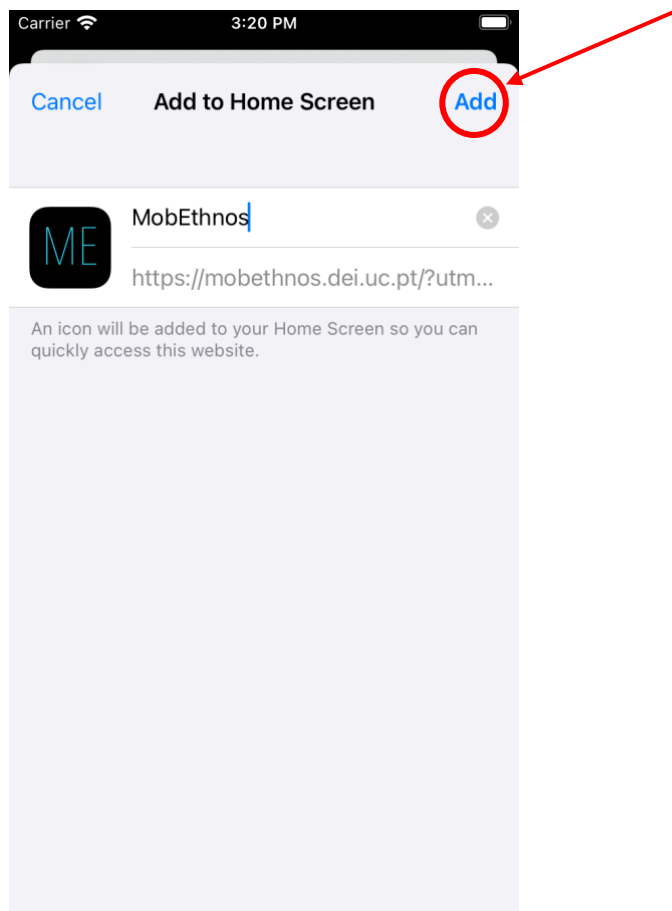 Carrier 3:20 PM
Cancel Add to Home Screen Add
ME
MobEthnos
https://mobethnos.dei.uc.pt/?utm...
An icon will be added to your Home Screen so you can
quickly access this website.